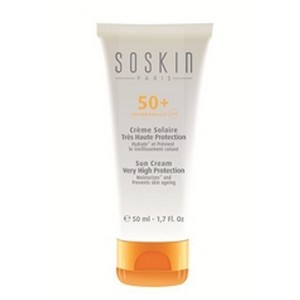 SOSKIN
PARIS
50+
Crème Solaire
Très Haute Protection
Hydrate* et Prévient
le vieillissement cutané
Sun Cream
Very High Protection
Moisturizes* and
Prevents skin ageing
e 50 ml - 1,7 Fl. Oz